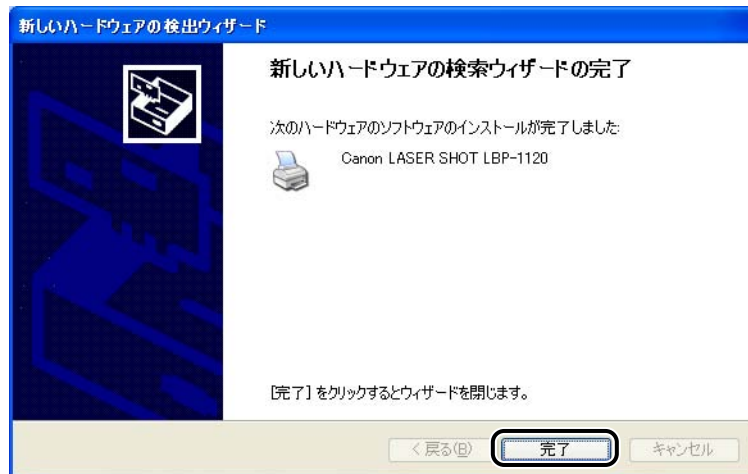 新しいハードウェアの検出ウィザード
新しいハードウェアの検索ウィザードの完了
次のハードウェアのソフトウェアのインストールが完了しました:
Canon LASER SHOT LBP-1120
[完了] をクリックするとウィザードを閉じます。
< 戻る(B) 完了 キャンセル